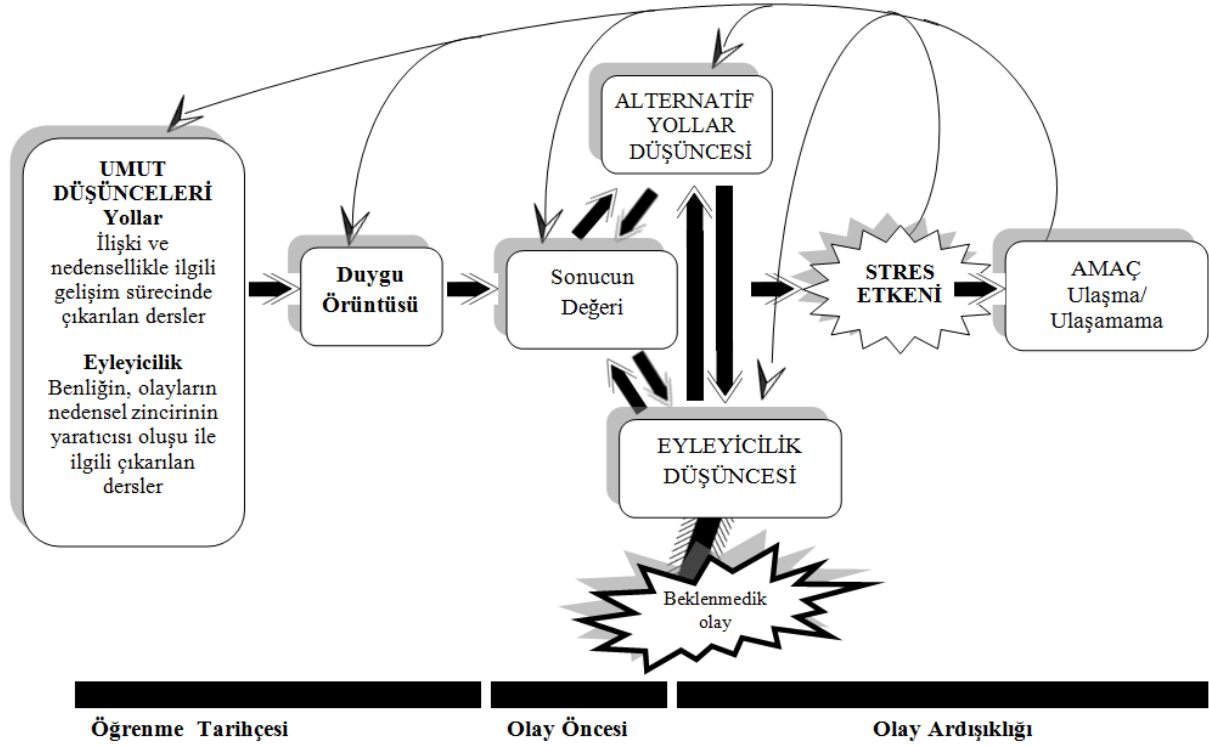 UMUT
DÜŞÜNCELERİ
Yollar
İlişki ve
nedensellikle ilgili
gelişim sürecinde
çıkarılan dersler
Eyleyicilik
Benliğin, olayların
nedensel zincirinin
yaratıcısı oluşu ile
ilgili çıkarılan
dersler
Duygu
Örüntüsü
Sonucun
Değeri
ALTERNATİF
YOLLAR
DÜŞÜNCESİ
EYLEYİCİLİK
DÜŞÜNCESİ
Beklenmedik
olay
STRES
ETKENİ
AMAÇ
Ulaşma/
Ulaşamama
Öğrenme Tarihçesi
Olay Öncesi
Olay Ardışıklığı